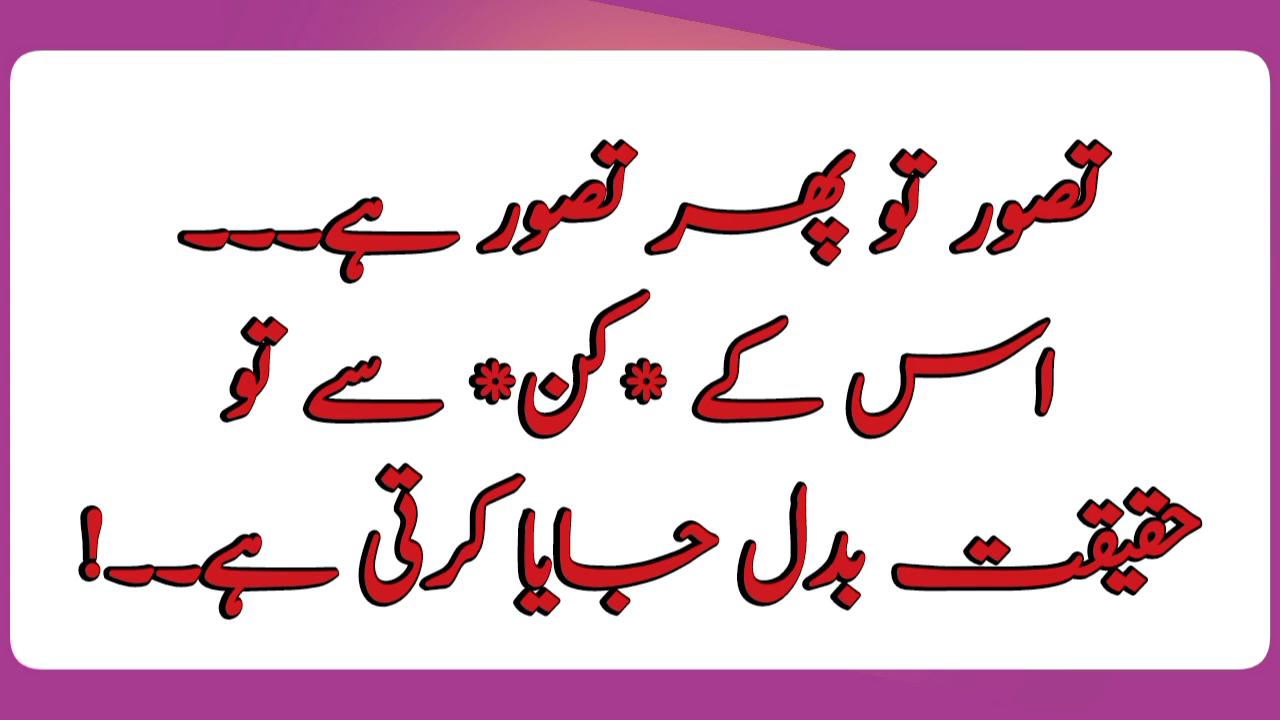 تصور تو پھر تصور ہے۔۔۔
اس کے *کن* سے تو
حقیقت بدل جایا کرتی ہے۔۔!